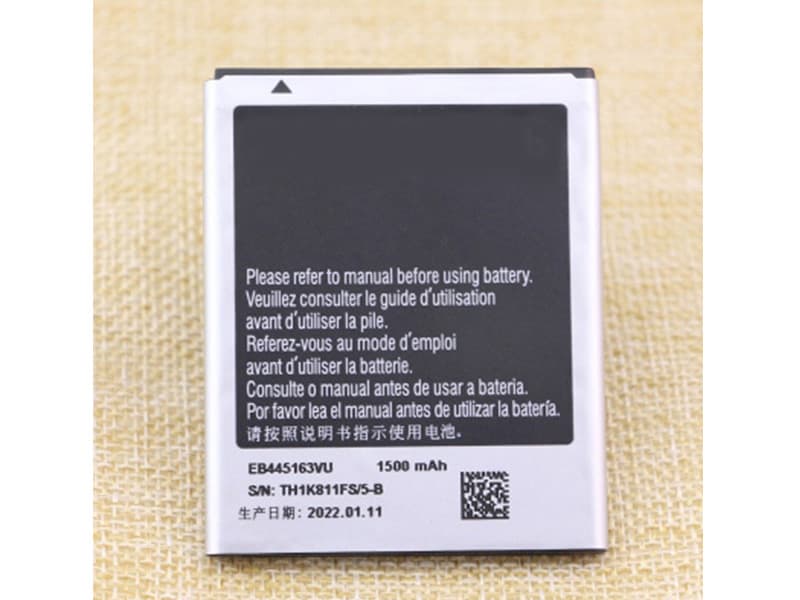 Please refer to manual before using battery.
Veuillez consulter le guide d'utilisation
avant d'utiliser la pile.
Referez-vous au mode d'emploi
avant d'utiliser la batterie.
Consulte o manual antes de usar a bateria.
Por favor lea el manual antes de utilizar la batería.
请按照说明书指示使用电池。
EB445163VU 1500 mAh
S/N: TH1K811FS/5-B
生产日期: 2022.01.11